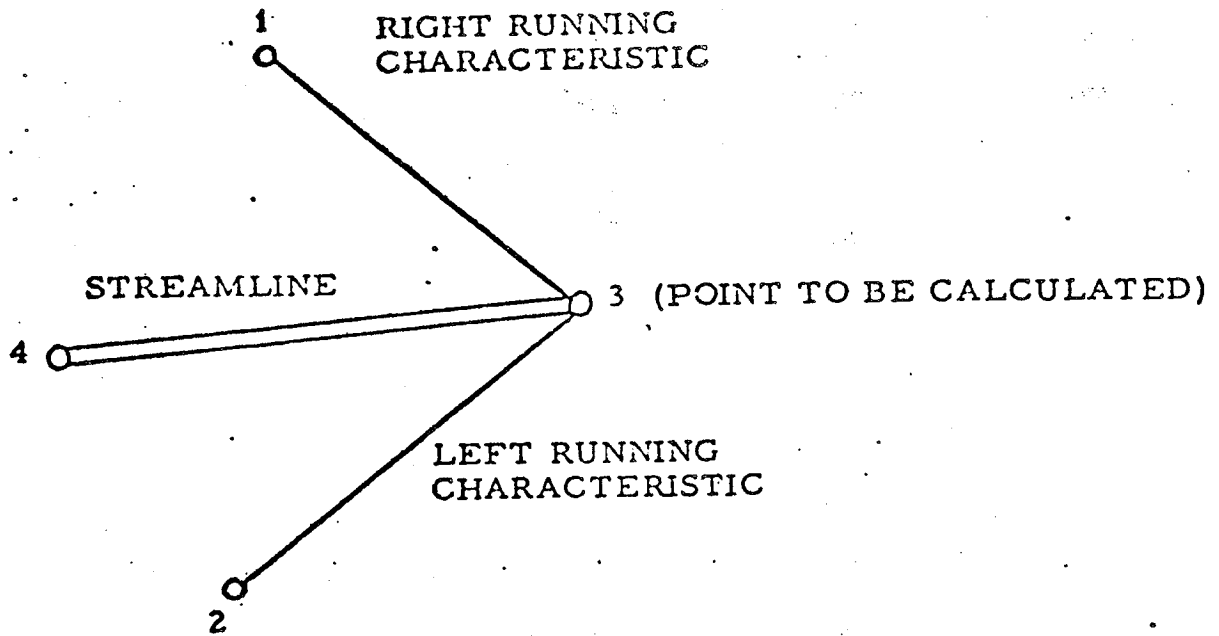 1
RIGHT RUNNING
CHARACTERISTIC
STREAMLINE
3 (POINT TO BE CALCULATED)
4
LEFT RUNNING
CHARACTERISTIC
2